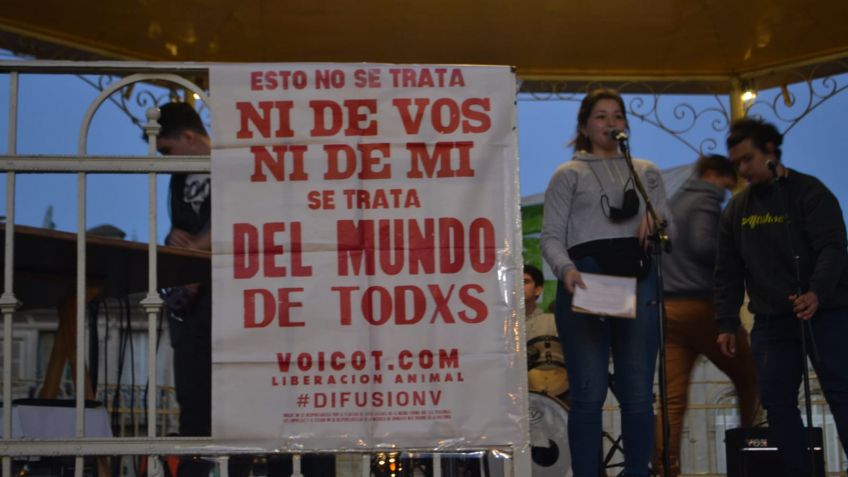 ESTO NO SE TRATA
NI DE VOS
NI DE MI
SE TRATA
DEL MUNDO
DE TODXS
VOICOT.COM
LIBERACION ANIMAL
#DIFUSIONV
VOX